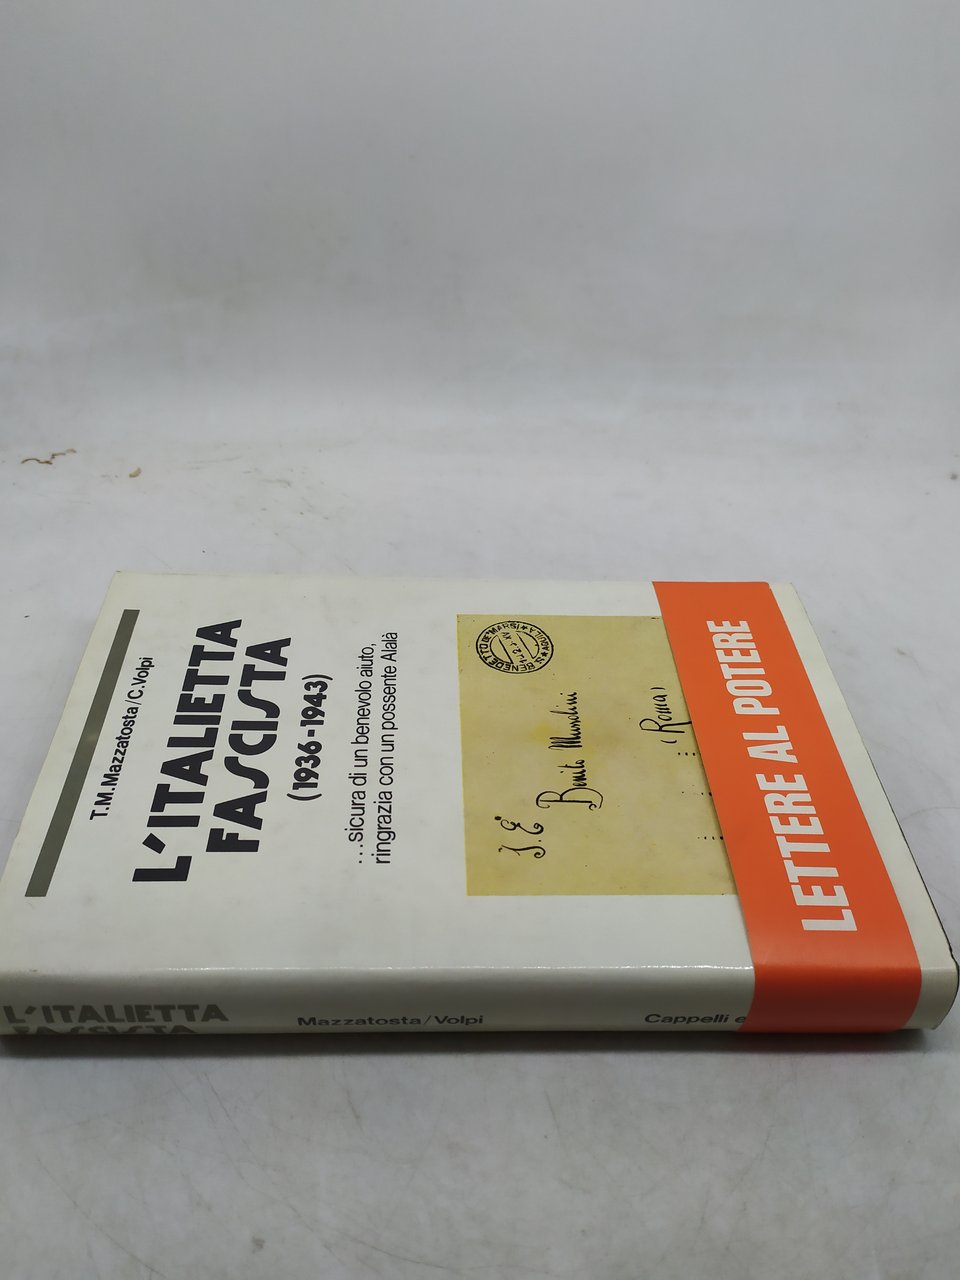 T.M.Mazzatosta/C.Volpi
L'ITALIETTA
FASCISTA
(1936-1943)
...sicura di un benevolo aiuto,
ringrazia con un possente Alalà
S. E.
Benito Mussolini
(Roma)
LETTERE AL POTERE
L'ITALIETTA
FASCISTA
Mazzatosta/Volpi
Cappelli e